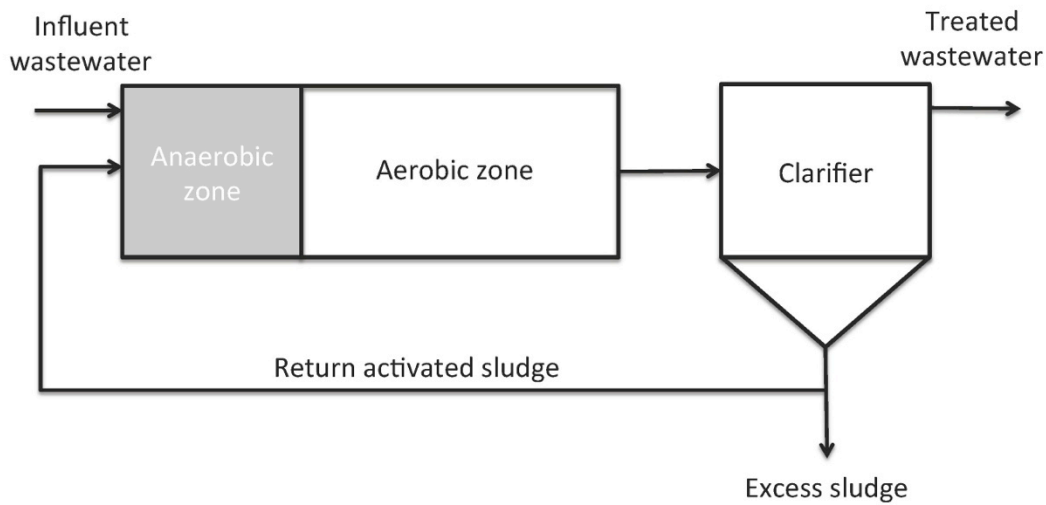 Influent
wastewater
Treated
wastewater
Anaerobic
zone
Aerobic zone
Clarifier
Return activated sludge
Excess sludge